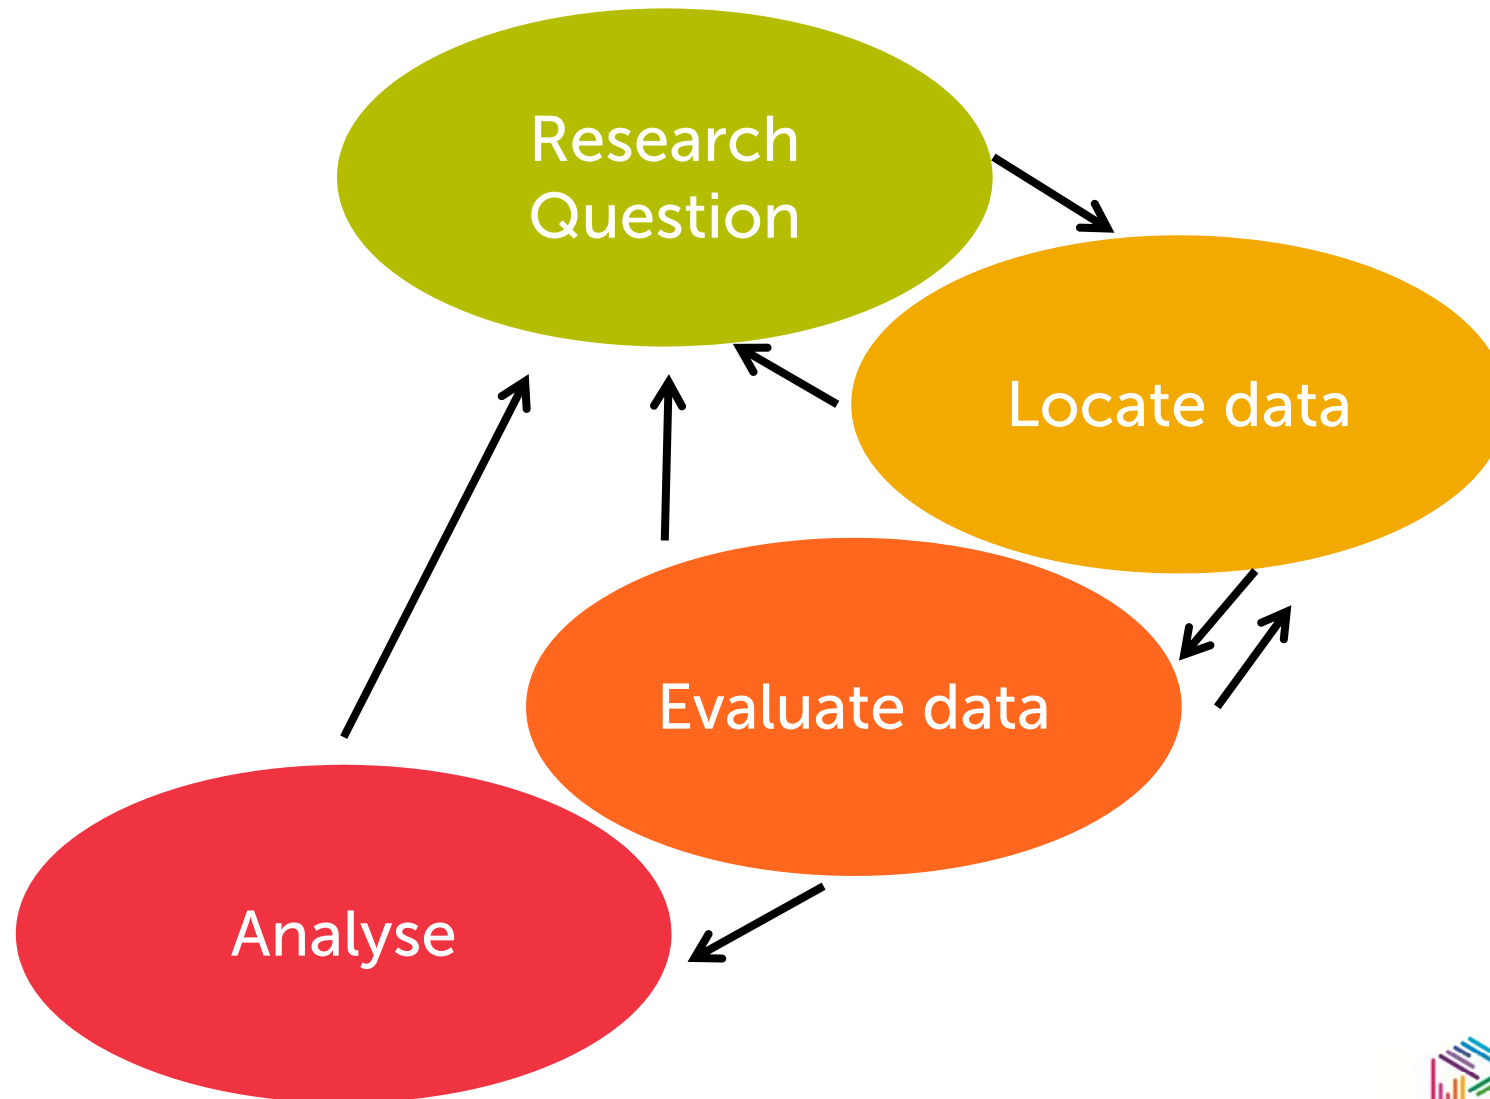 Research
Question
Locate data
Evaluate data
Analyse